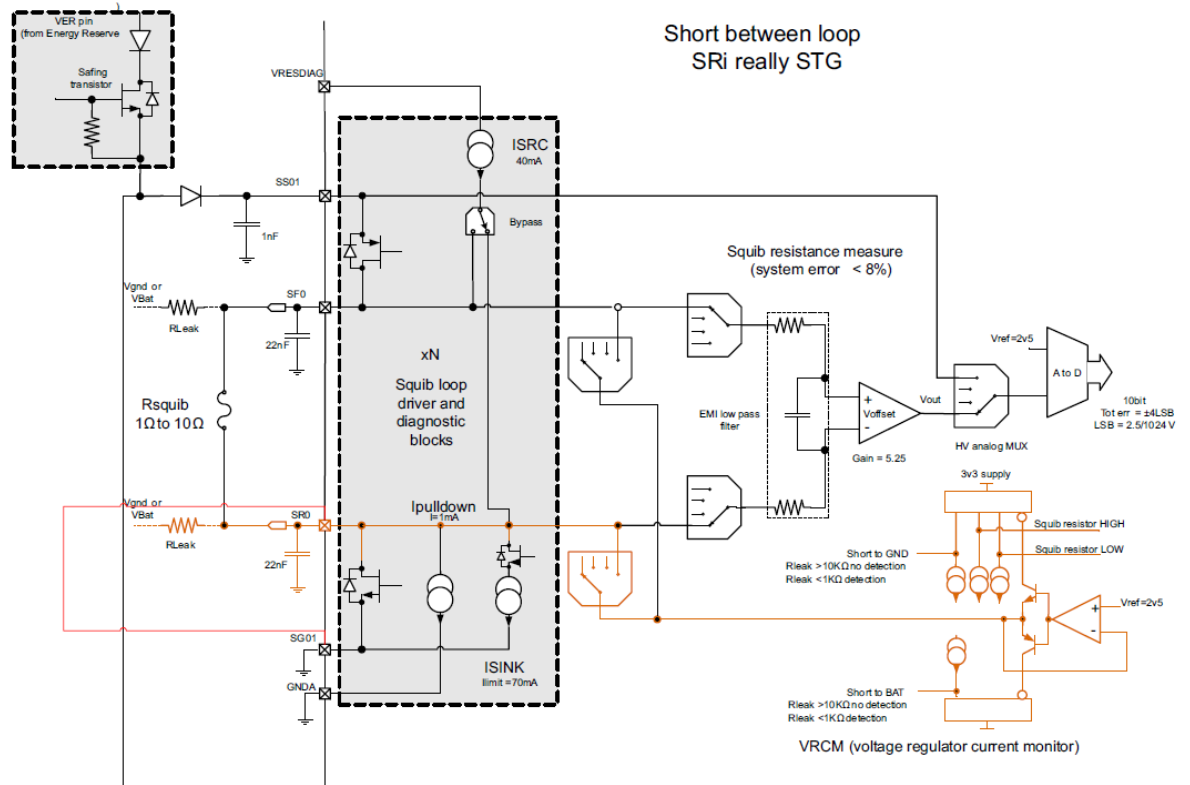 )
VER pin
(from Energy Reserve
Safing
transistor
Short between loop
SRi really STG
VRESDIAG
ISRC
40mA
SS01
1nF
Bypass
Squib resistance measure
(system error < 8%)
Vgnd or
VBat
SF0
RLeak
22nF
Vref=2v5
A to D
xN
Squib loop
driver and
diagnostic
blocks
Rsquib
1Ω to 10Ω
EMI low pass
filter
+
Voffset
-
Vout
Gain = 5.25
HV analog MUX
10bit
Tot err = ±4LSB
LSB = 2.5/1024 V
3v3 supply
Vgnd or
VBat
SR0
RLeak
22nF
Ipulldown
I=1mA
Squib resistor HIGH
Short to GND
Squib resistor LOW
Rleak >10KΩ no detection
Rleak <1KΩ detection
+
Vref=2v5
-
SG01
GNDA
ISINK
Ilimit =70mA
Short to BAT
Rleak >10KΩ no detection
Rleak <1KΩ detection
VRCM (voltage regulator current monitor)